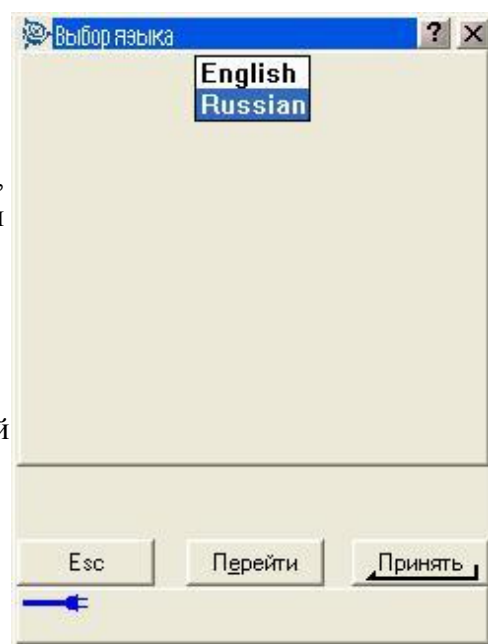 Выбор языка
?
English
Russian
,
й
Esc
Перейти
Принять